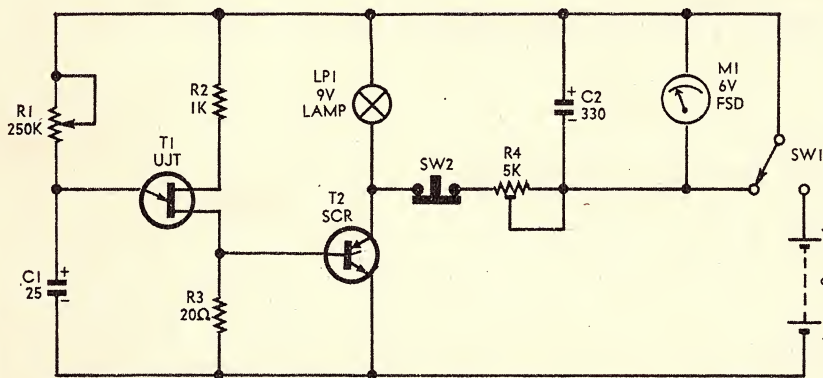 R1
250K
T1
UJT
R2
1K
LP1
9V
LAMP
+
C2
330
-
M1
6V
FSD
SW1
SW2
R4
5K
T2
SCR
C1
25
+
-
R3
20Ω